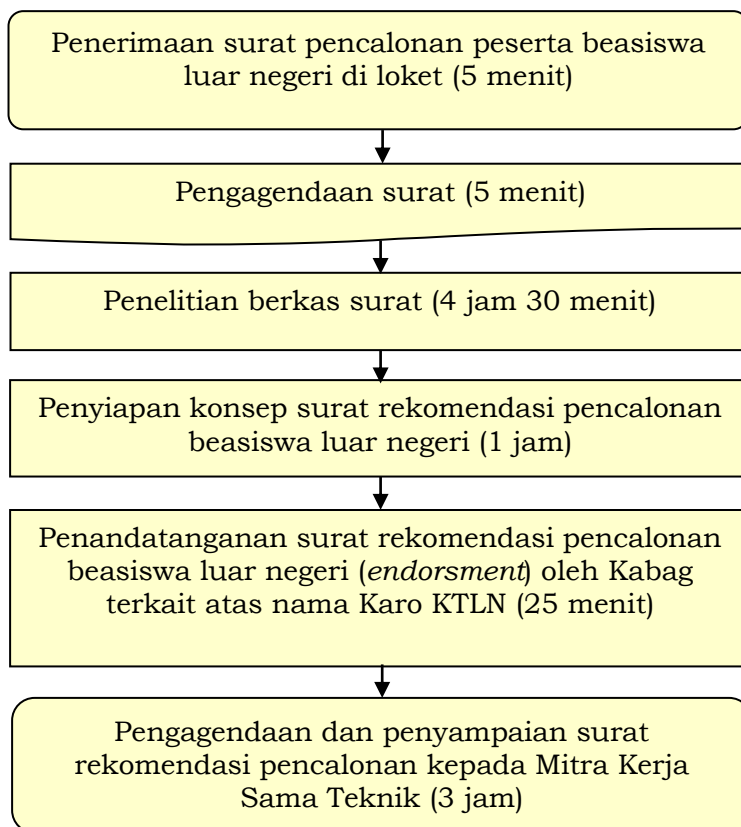 Penerimaan surat pencalonan peserta beasiswa
luar negeri di loket (5 menit)
Pengagendaan surat (5 menit)
Penelitian berkas surat (4 jam 30 menit)
Penyiapan konsep surat rekomendasi pencalonan
beasiswa luar negeri (1 jam)
Penandatanganan surat rekomendasi pencalonan
beasiswa luar negeri (endorsment) oleh Kabag
terkait atas nama Karo KTLN (25 menit)
Pengagendaan dan penyampaian surat
rekomendasi pencalonan kepada Mitra Kerja
Sama Teknik (3 jam)